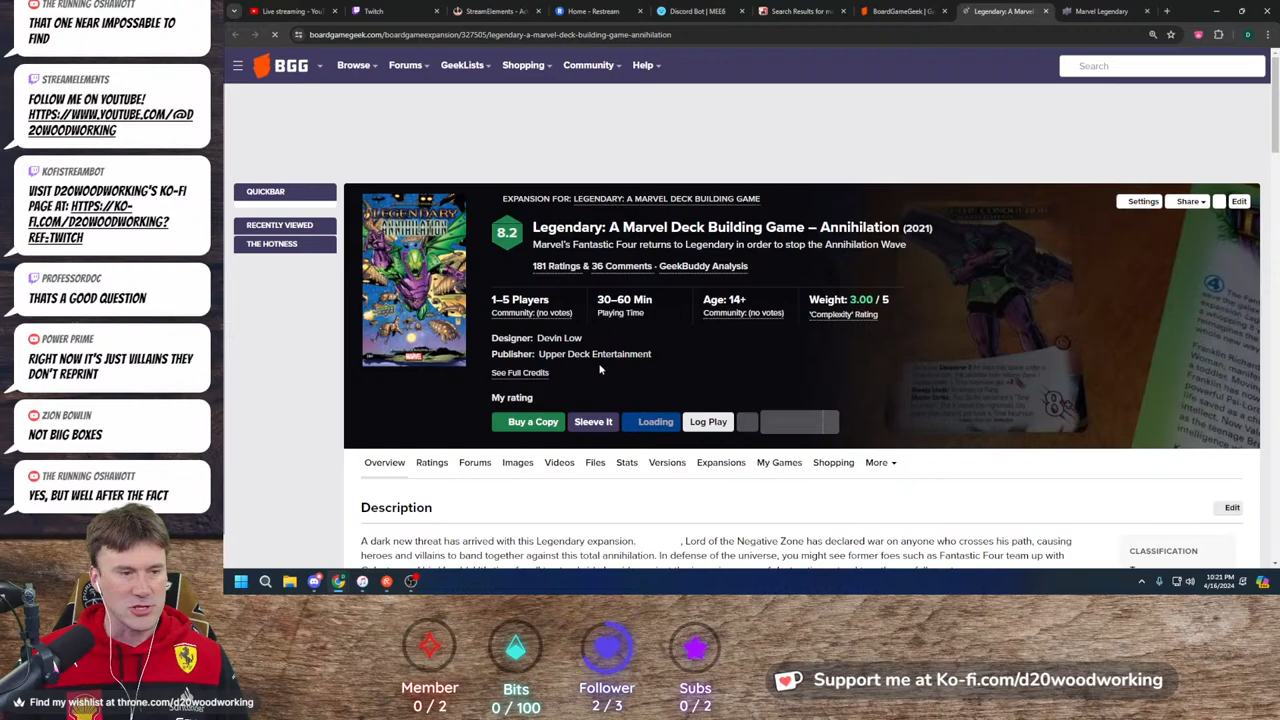 THE RUNNING OSHAWOTT
THAT ONE NEAR IMPOSSABLE TO
FIND
STREAMELEMENTS
FOLLOW ME ON YOUTUBE!
HTTPS://WWW.YOUTUBE.COM/@D
20WOODWORKING
KOFISTREAMBOT
VISIT D20WOODWORKING'S KO-FI
PAGE AT: HTTPS://KO-
FI.COM/D20WOODWORKING?
REF=TWITCH
PROFESSORDOC
THATS A GOOD QUESTION
POWER PRIME
RIGHT NOW IT'S JUST VILLAINS THEY
DON'T REPRINT
ZION BOWLIN
NOT BIIG BOXES
THE RUNNING OSHAWOTT
YES, BUT WELL AFTER THE FACT
Find my wishlist at throne.com/d20woodworking
Live streaming - You
Twitch
StreamElements - A
Home - Restream
Discord Bot | MEE6
Search Results for m
BoardGameGeek | G
Legendary: A Marvel
Marvel Legendary
boardgamegeek.com/boardgameexpansion/327505/legendary-a-marvel-deck-building-game-annihilation
BGG
Browse
Forums
GeekLists
Shopping
Community
Help
Search
QUICKBAR
RECENTLY VIEWED
THE HOTNESS
LEGENDARY
ANNIHILATION
MARVEL
EXPANSION FOR: LEGENDARY: A MARVEL DECK BUILDING GAME
Settings
Share
Edit
8.2
Legendary: A Marvel Deck Building Game – Annihilation (2021)
Marvel's Fantastic Four returns to Legendary in order to stop the Annihilation Wave
181 Ratings & 36 Comments · GeekBuddy Analysis
1–5 Players
Community: (no votes)
30–60 Min
Playing Time
Age: 14+
Community: (no votes)
Weight: 3.00 / 5
'Complexity' Rating
Designer: Devin Low
Publisher: Upper Deck Entertainment
See Full Credits
My rating
Buy a Copy
Sleeve It
Loading
Log Play
8+
Overview
Ratings
Forums
Images
Videos
Files
Stats
Versions
Expansions
My Games
Shopping
More
Description
Edit
A dark new threat has arrived with this Legendary expansion. , Lord of the Negative Zone has declared war on anyone who crosses his path, causing
heroes and villains to band together against this total annihilation. In defense of the universe, you might see former foes such as Fantastic Four team up with
CLASSIFICATION
10:21 PM
4/16/2024
Member
0 / 2
Bits
0 / 100
Follower
2 / 3
Subs
0 / 2
Support me at Ko-fi.com/d20woodworking